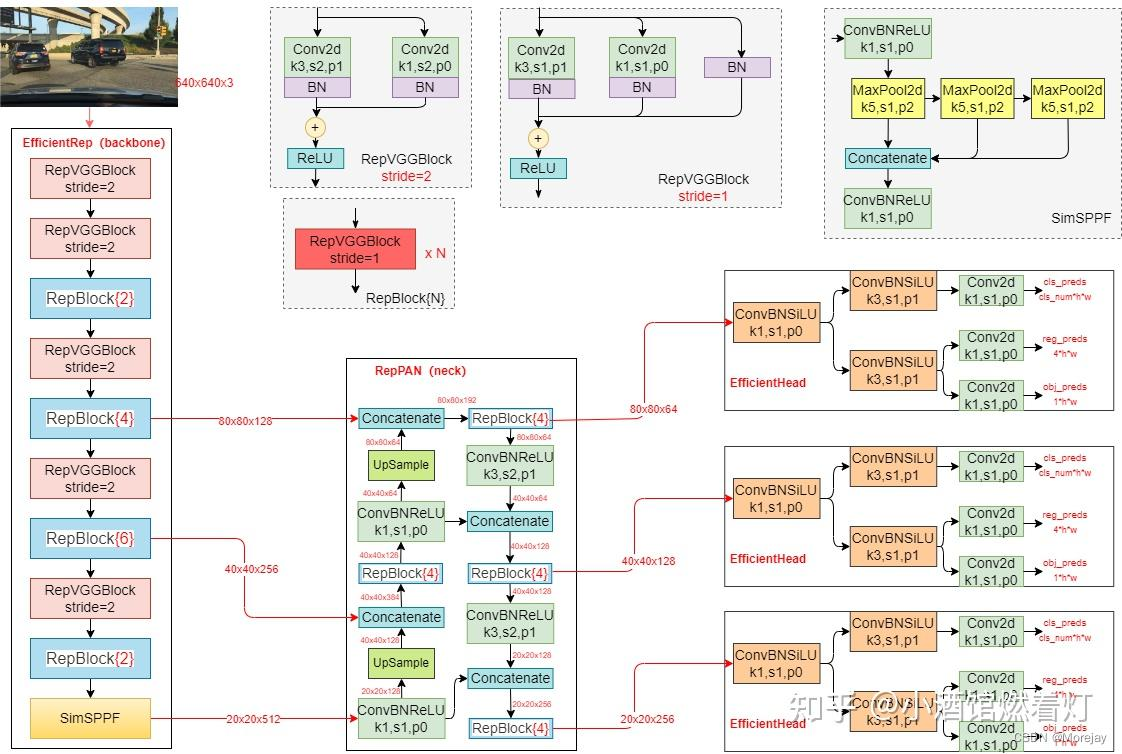 640x640x3
EfficientRep (backbone)
RepVGGBlock
stride=2
RepVGGBlock
stride=2
RepBlock{2}
RepVGGBlock
stride=2
RepBlock{4}
RepVGGBlock
stride=2
RepBlock{6}
RepVGGBlock
stride=2
RepBlock{2}
SimSPPF
80x80x128
40x40x256
20x20x512
Conv2d
k3,s2,p1
BN
Conv2d
k1,s2,p0
BN
+
ReLU
RepVGGBlock
stride=2
Conv2d
k3,s1,p1
BN
Conv2d
k1,s1,p0
BN
BN
+
ReLU
RepVGGBlock
stride=1
ConvBNReLU
k1,s1,p0
MaxPool2d
k5,s1,p2
MaxPool2d
k5,s1,p2
MaxPool2d
k5,s1,p2
Concatenate
ConvBNReLU
k1,s1,p0
SimSPPF
RepVGGBlock
stride=1
x N
RepBlock{N}
RepPAN (neck)
80x80x192
Concatenate
RepBlock{4}
80x80x64
80x80x64
UpSample
ConvBNReLU
k3,s2,p1
40x40x64
40x40x64
ConvBNReLU
k1,s1,p0
Concatenate
40x40x128
40x40x128
RepBlock{4}
RepBlock{4}
40x40x384
40x40x128
Concatenate
ConvBNReLU
k3,s2,p1
40x40x128
20x20x128
UpSample
Concatenate
20x20x128
20x20x256
ConvBNReLU
k1,s1,p0
RepBlock{4}
80x80x64
40x40x128
20x20x256
ConvBNSiLU
k1,s1,p0
ConvBNSiLU
k3,s1,p1
Conv2d
k1,s1,p0
cls_preds
cls_num*h*w
ConvBNSiLU
k3,s1,p1
Conv2d
k1,s1,p0
reg_preds
4*h*w
Conv2d
k1,s1,p0
obj_preds
1*h*w
EfficientHead
ConvBNSiLU
k1,s1,p0
ConvBNSiLU
k3,s1,p1
Conv2d
k1,s1,p0
cls_preds
cls_num*h*w
ConvBNSiLU
k3,s1,p1
Conv2d
k1,s1,p0
reg_preds
4*h*w
Conv2d
k1,s1,p0
obj_preds
1*h*w
EfficientHead
ConvBNSiLU
k1,s1,p0
ConvBNSiLU
k3,s1,p1
Conv2d
k1,s1,p0
cls_preds
cls_num*h*w
ConvBNSiLU
k3,s1,p1
Conv2d
k1,s1,p0
reg_preds
4*h*w
Conv2d
k1,s1,p0
obj_preds
1*h*w
EfficientHead
知乎 @小酒馆燃着灯
CSDN @Morejay